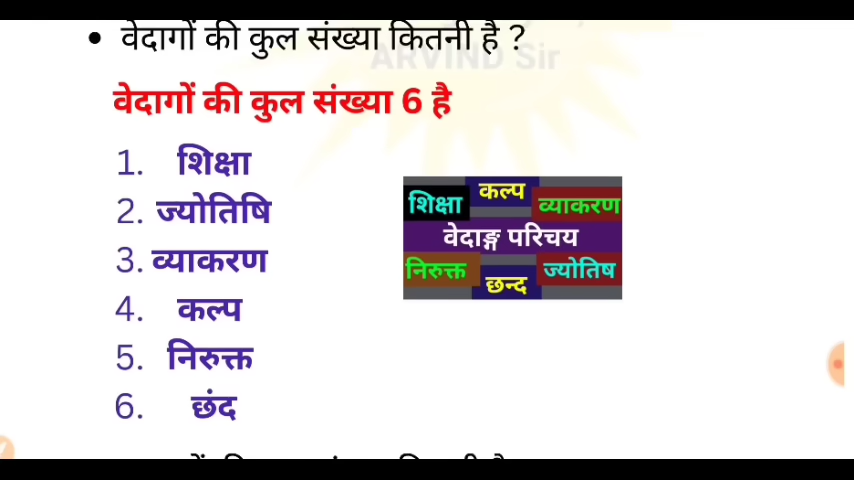 • वेदागों की कुल संख्या कितनी है ?
ARVIND Sir
वेदागों की कुल संख्या 6 है
1. शिक्षा
2. ज्योतिषि
3. व्याकरण
4. कल्प
5. निरुक्त
6. छंद
शिक्षा कल्प व्याकरण
वेदाङ्ग परिचय
निरुक्त छन्द ज्योतिष